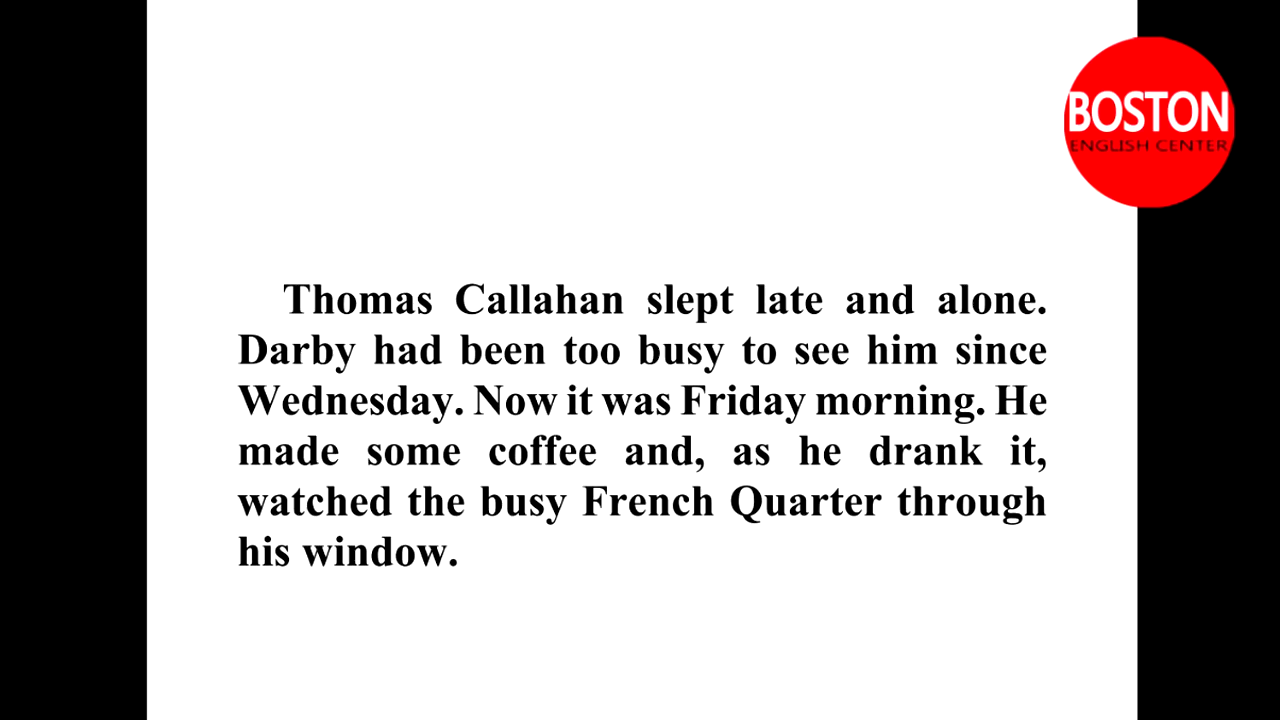 BOSTON
ENGLISH CENTER
Thomas Callahan slept late and alone.
Darby had been too busy to see him since
Wednesday. Now it was Friday morning. He
made some coffee and, as he drank it,
watched the busy French Quarter through
his window.